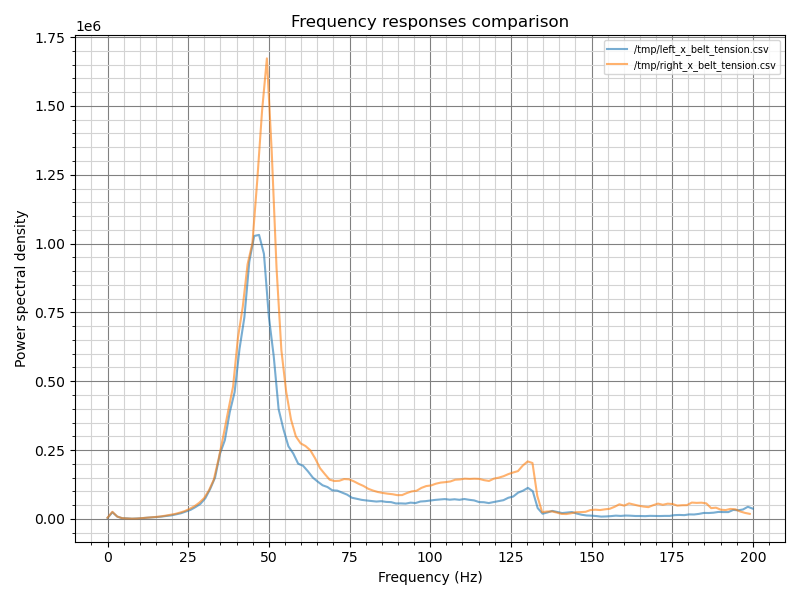 Frequency responses comparison
1e6
/tmp/left_x_belt_tension.csv
/tmp/right_x_belt_tension.csv
1.75
1.50
1.25
1.00
0.75
0.50
0.25
0.00
Power spectral density
0 25 50 75 100 125 150 175 200
Frequency (Hz)